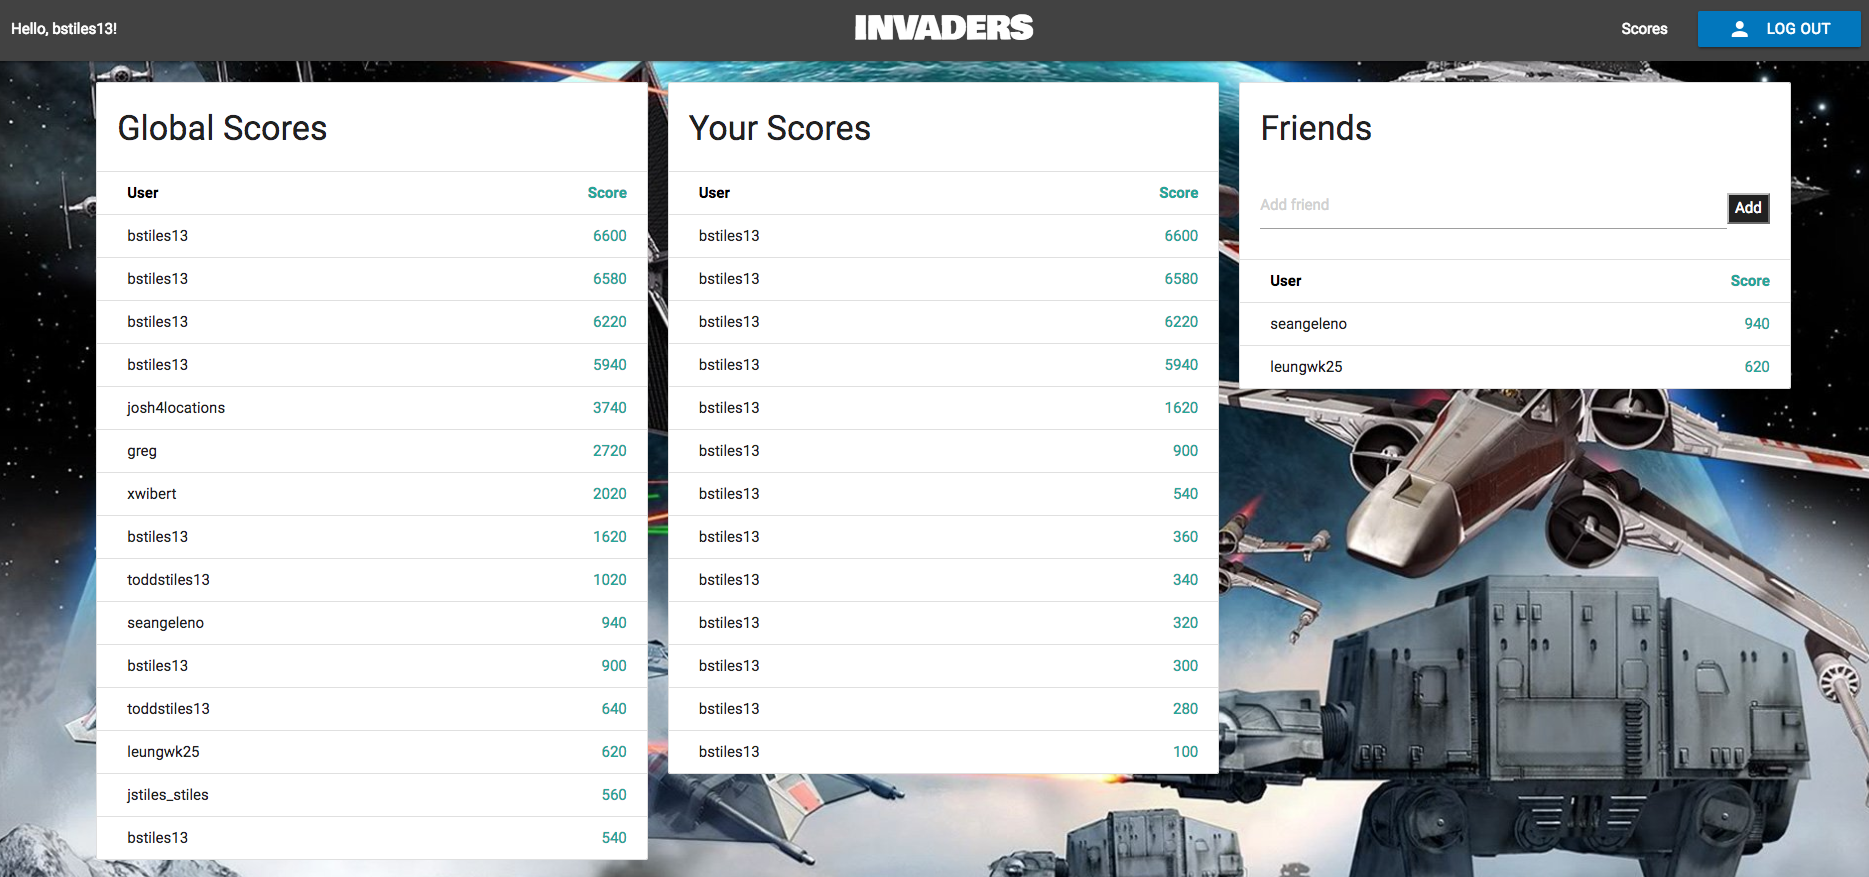 Hello, bstiles13!
INVADERS
Scores
LOG OUT
Global Scores
User Score
bstiles13 6600
bstiles13 6580
bstiles13 6220
bstiles13 5940
josh4locations 3740
greg 2720
xwibert 2020
bstiles13 1620
toddstiles13 1020
seangeleno 940
bstiles13 900
toddstiles13 640
leungwk25 620
jstiles_stiles 560
bstiles13 540
Your Scores
User Score
bstiles13 6600
bstiles13 6580
bstiles13 6220
bstiles13 5940
bstiles13 1620
bstiles13 900
bstiles13 540
bstiles13 360
bstiles13 340
bstiles13 320
bstiles13 300
bstiles13 280
bstiles13 100
Friends
Add friend Add
User Score
seangeleno 940
leungwk25 620